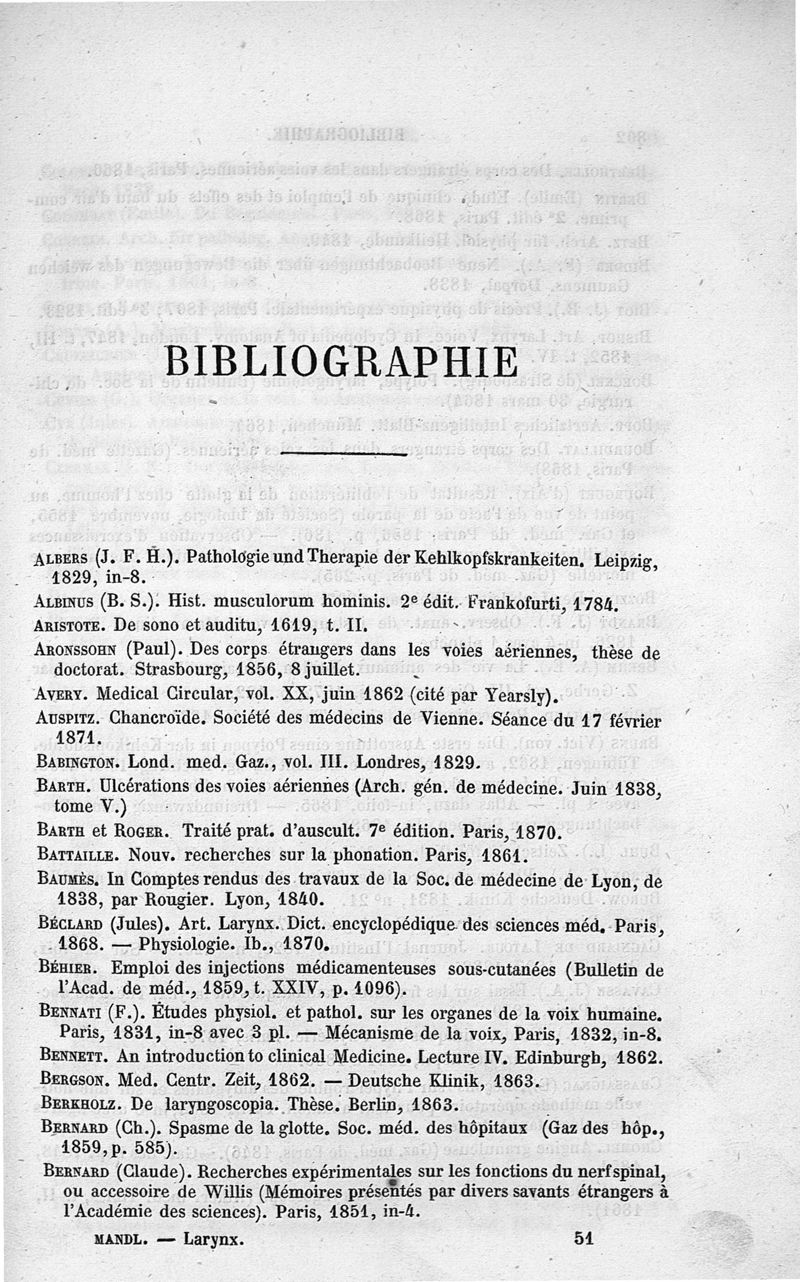 BIBLIOGRAPHIE
ALBERS (J. F. H.). Pathologie und Therapie der Kehlkopfskrankeiten. Leipzig,
1829, in-8.
ALBINUS (B. S.). Hist. musculorum hominis. 2e édit. Frankofurti, 1784.
ARISTOTE. De sono et auditu, 1619, t. II.
ARONSSOHN (Paul). Des corps étrangers dans les voies aériennes, thèse de
doctorat. Strasbourg, 1856, 8 juillet.
AVERY. Medical Circular, vol. XX, juin 1862 (cité par Yearsly).
AUSPITZ. Chancroïde. Société des médecins de Vienne. Séance du 17 février
1871.
BABINGTON. Lond. med. Gaz., vol. III. Londres, 1829.
BARTH. Ulcérations des voies aériennes (Arch. gén. de médecine. Juin 1838,
tome V.)
BARTH et ROGER. Traité prat. d'auscult. 7e édition. Paris, 1870.
BATTAILLE. Nouv. recherches sur la phonation. Paris, 1861.
BAUMÈS. In Comptes rendus des travaux de la Soc. de médecine de Lyon, de
1838, par Rougier. Lyon, 1840.
BÉCLARD (Jules). Art. Larynx. Dict. encyclopédique des sciences méd. Paris,
1868. — Physiologie. Ib., 1870.
BÉHIER. Emploi des injections médicamenteuses sous-cutanées (Bulletin de
l'Acad. de méd., 1859, t. XXIV, p. 1096).
BENNATI (F.). Études physiol. et pathol. sur les organes de la voix humaine.
Paris, 1831, in-8 avec 3 pl. — Mécanisme de la voix, Paris, 1832, in-8.
BENNETT. An introduction to clinical Medicine. Lecture IV. Edinburgh, 1862.
BERGSON. Med. Centr. Zeit, 1862. — Deutsche Klinik, 1863.
BERKHOLZ. De laryngoscopia. Thèse. Berlin, 1863.
BERNARD (Ch.). Spasme de la glotte. Soc. méd. des hôpitaux (Gaz des hôp.,
1859, p. 585).
BERNARD (Claude). Recherches expérimentales sur les fonctions du nerf spinal,
ou accessoire de Willis (Mémoires présentés par divers savants étrangers à
l'Académie des sciences). Paris, 1851, in-4.
MANDL. — Larynx. 51